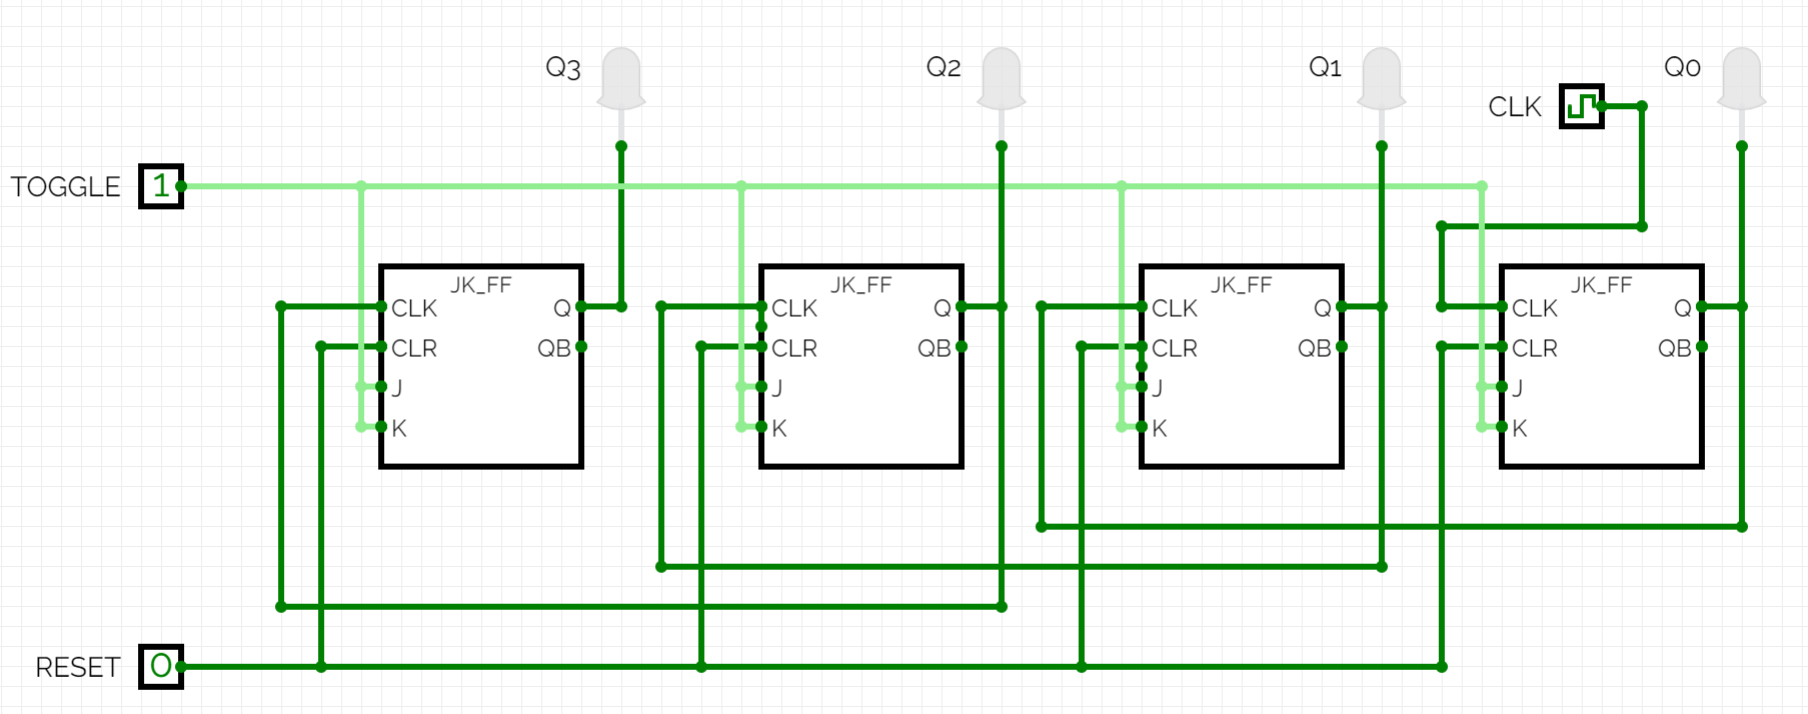 Q3
Q2
Q1
Q0
CLK
TOGGLE
1
JK_FF
CLK
Q
CLR
QB
J
K
JK_FF
CLK
Q
CLR
QB
J
K
JK_FF
CLK
Q
CLR
QB
J
K
JK_FF
CLK
Q
CLR
QB
J
K
RESET
0